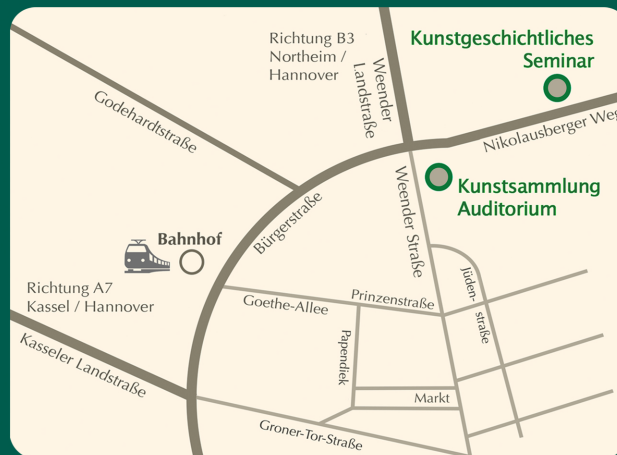 Richtung B3
Northeim /
Hannover
Weender
Landstraße
Kunstgeschichtliches
Seminar
Godehardtstraße
Nikolausberger Weg
Kunstsammlung
Auditorium
Weender Straße
Bürgerstraße
Bahnhof
Jüden-
straße
Richtung A7
Kassel / Hannover
Goethe-Allee
Prinzenstraße
Papendiek
Kasseler Landstraße
Markt
Groner-Tor-Straße